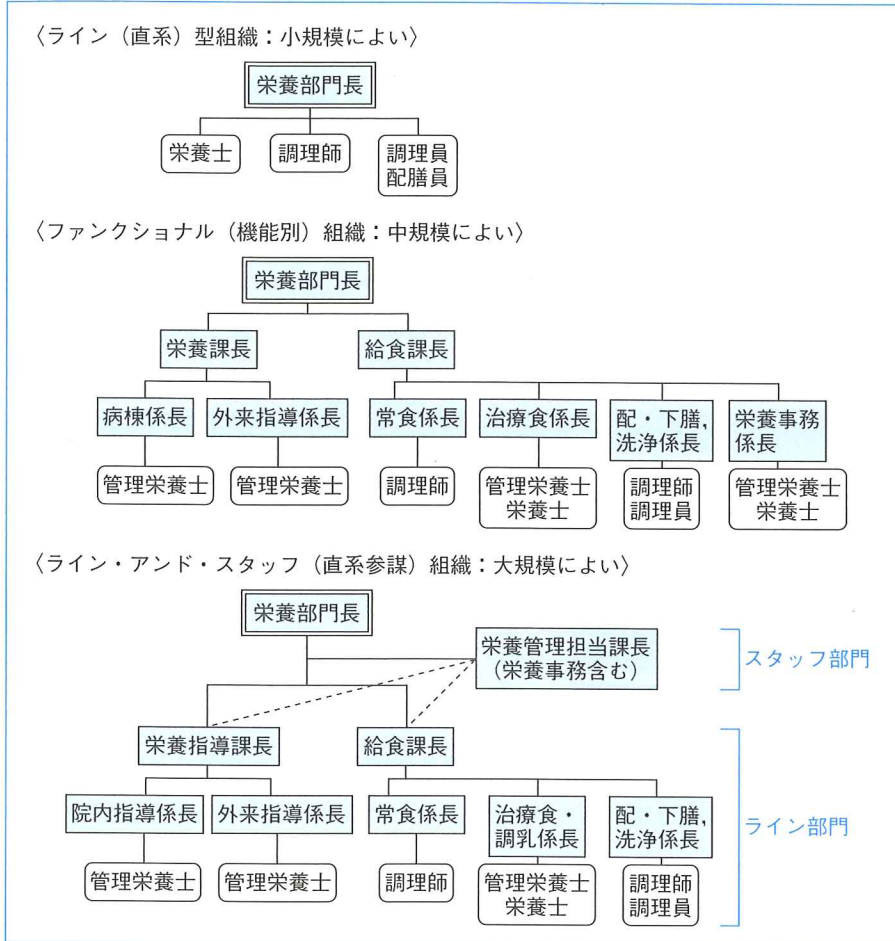 〈ライン（直系）型組織：小規模によい〉
栄養部門長
栄養士
調理師
調理員
配膳員
〈ファンクショナル（機能別）組織：中規模によい〉
栄養部門長
栄養課長
給食課長
病棟係長
外来指導係長
常食係長
治療食係長
配・下膳，
洗浄係長
栄養事務
係長
管理栄養士
管理栄養士
調理師
管理栄養士
栄養士
調理師
調理員
管理栄養士
栄養士
〈ライン・アンド・スタッフ（直系参謀）組織：大規模によい〉
栄養部門長
栄養管理担当課長
（栄養事務含む）
スタッフ部門
栄養指導課長
給食課長
院内指導係長
外来指導係長
常食係長
治療食・
調乳係長
配・下膳，
洗浄係長
ライン部門
管理栄養士
管理栄養士
調理師
管理栄養士
栄養士
調理師
調理員